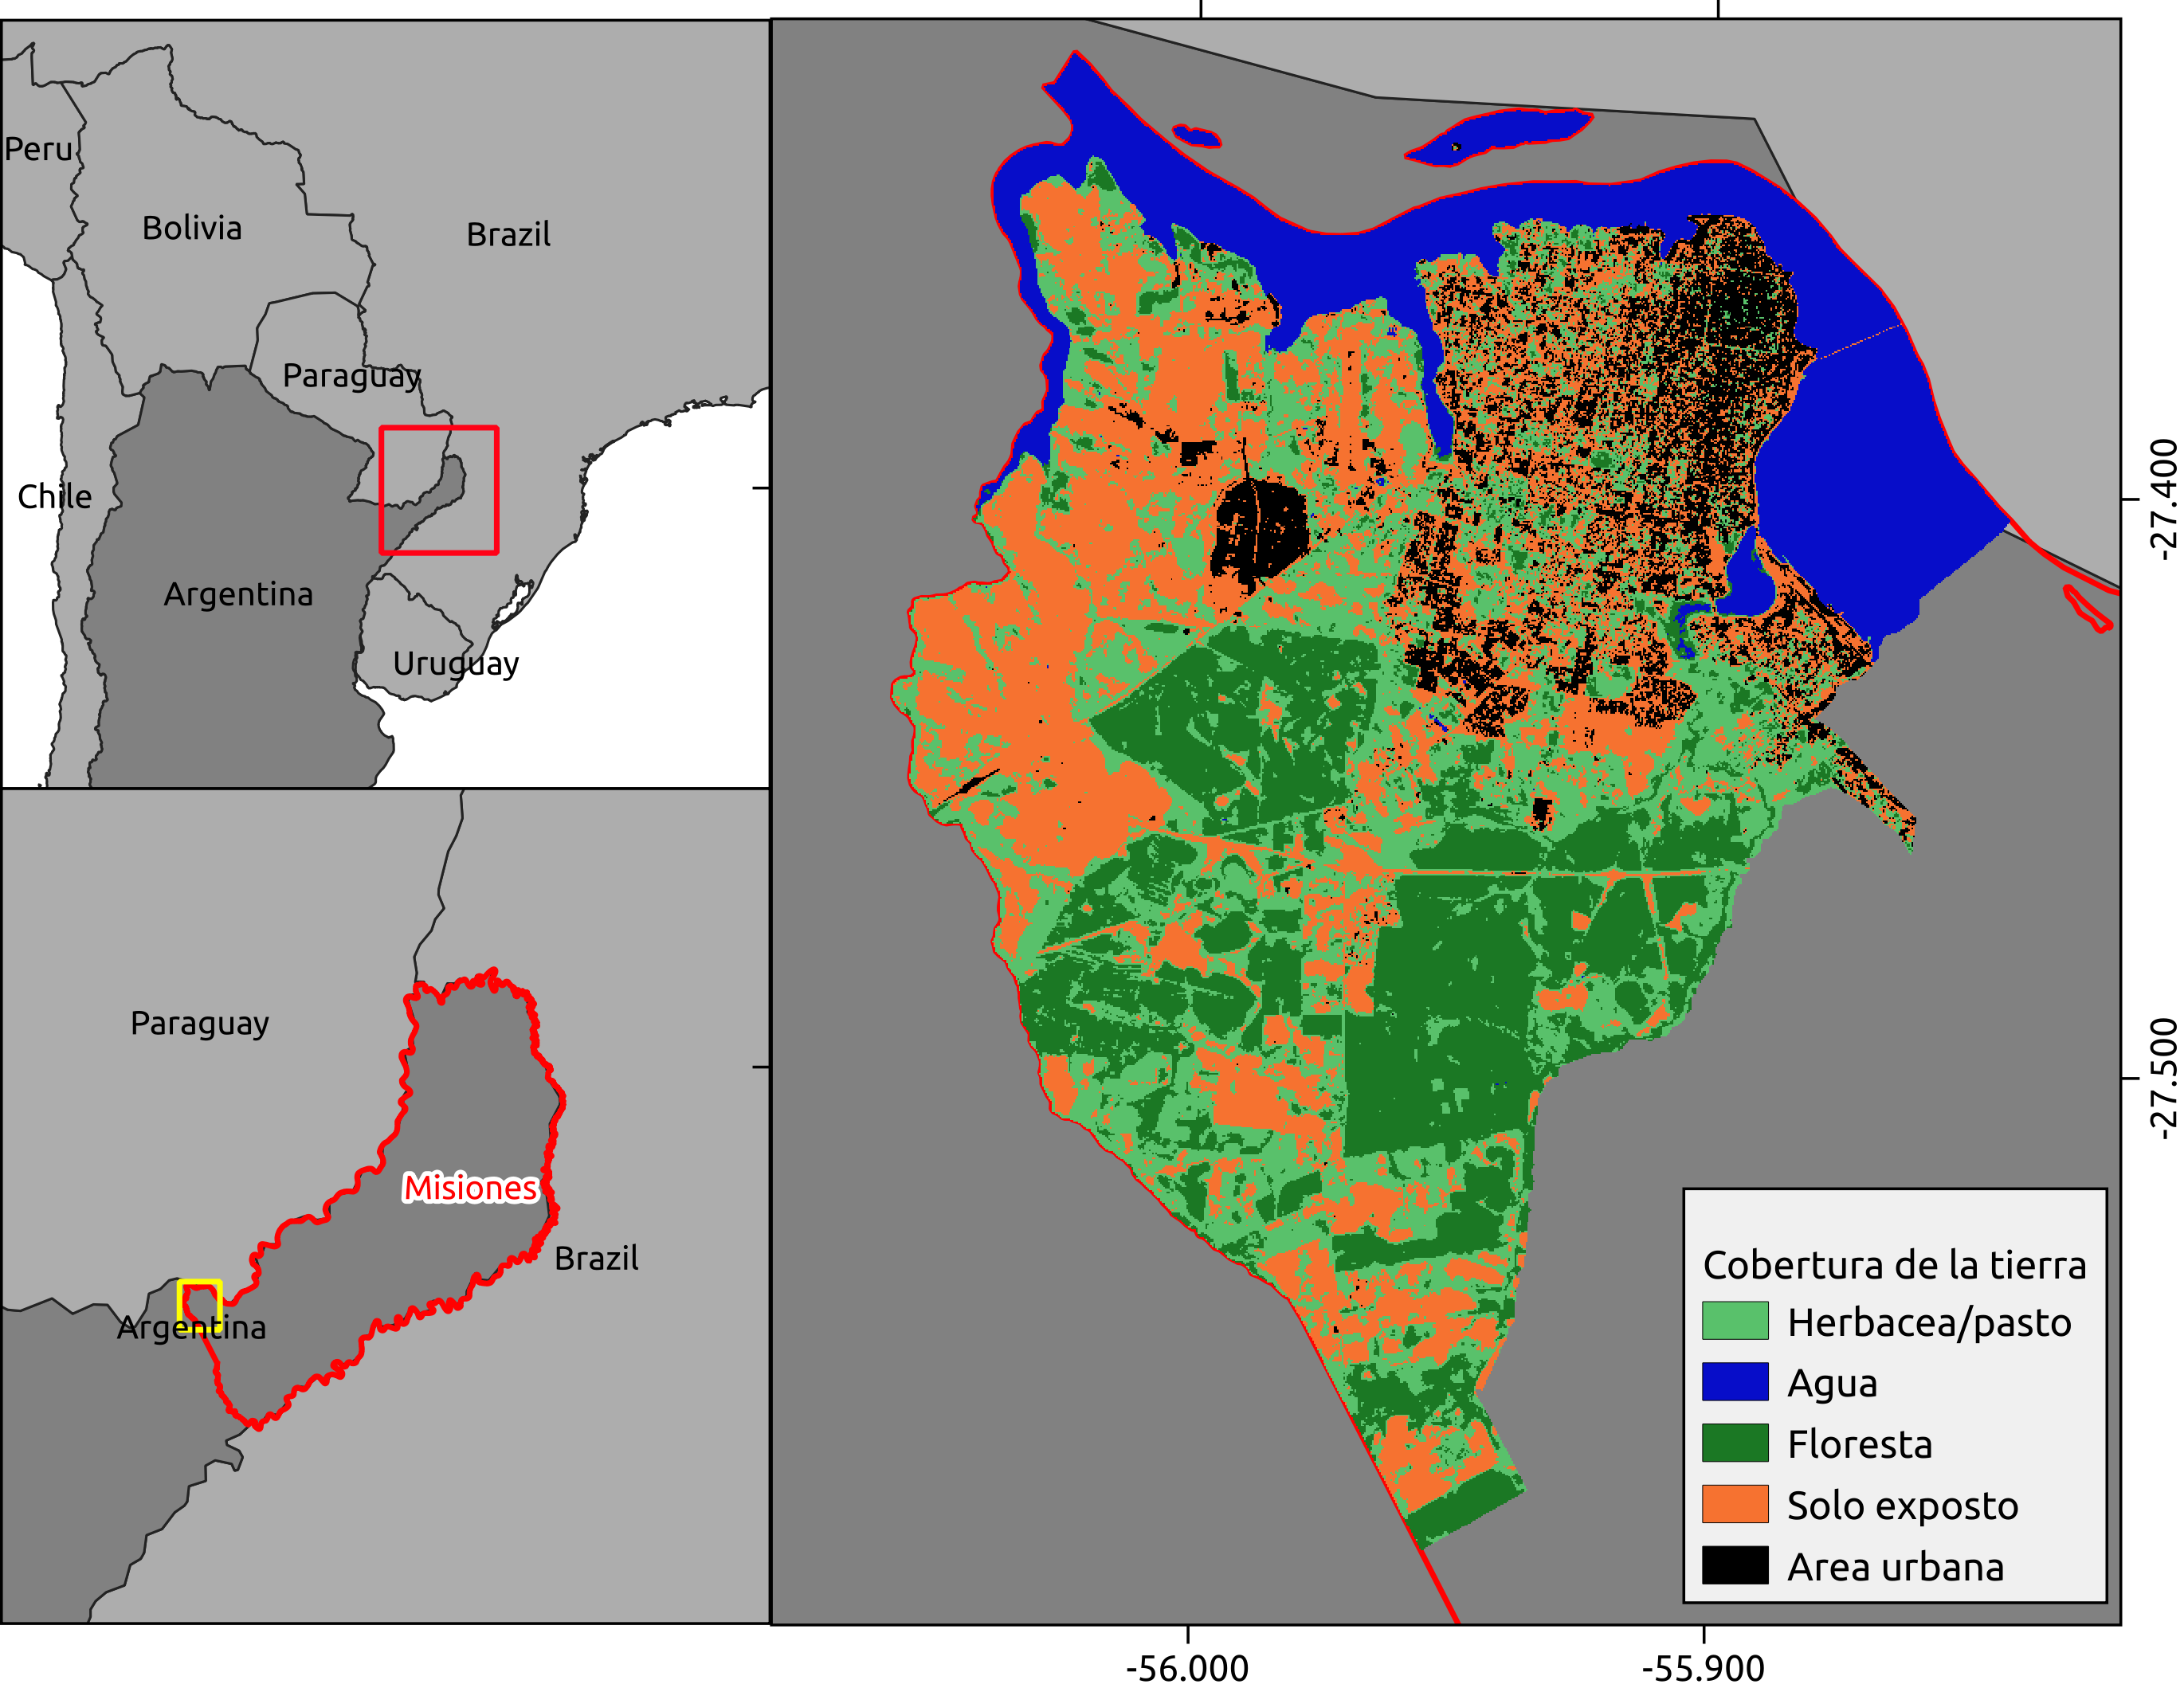 Peru
Bolivia
Brazil
Paraguay
Chile
Argentina
Uruguay
Paraguay
Misiones
Brazil
Argentina
-27.400
-27.500
Cobertura de la tierra
Herbacea/pasto
Agua
Floresta
Solo exposto
Area urbana
-56.000
-55.900